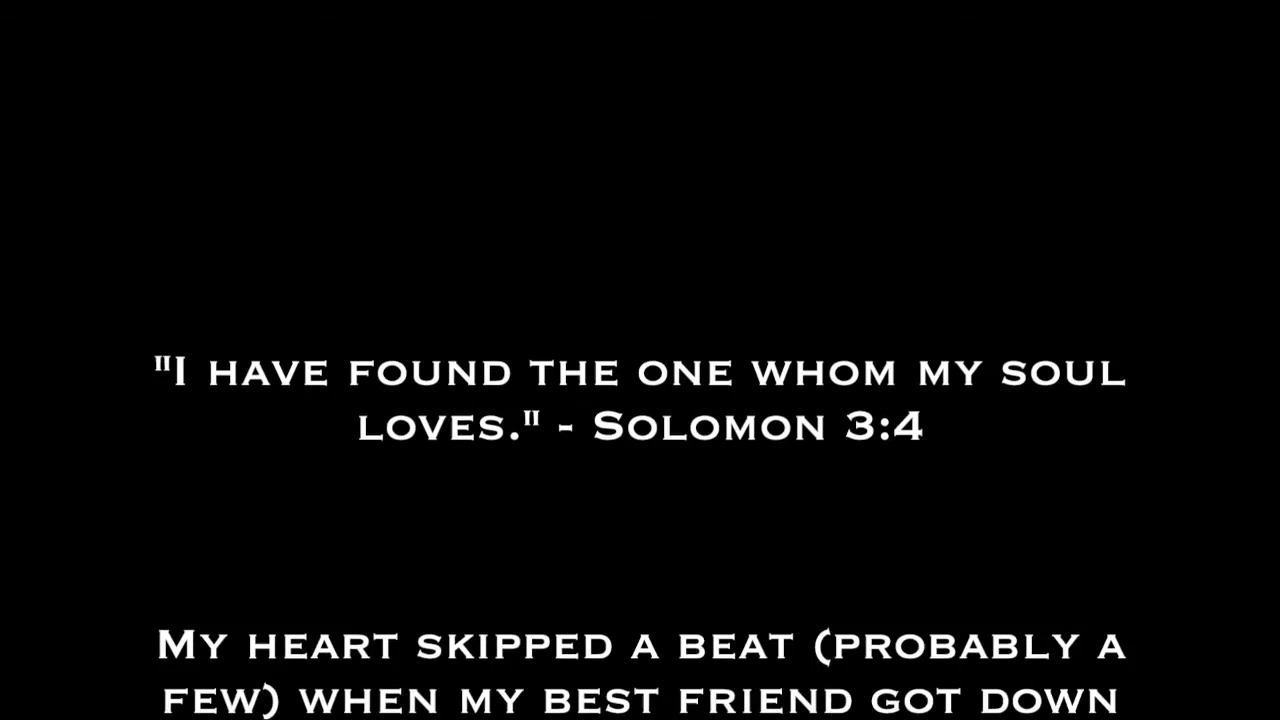 "I have found the one whom my soul
loves." - Solomon 3:4
My heart skipped a beat (probably a
few) when my best friend got down